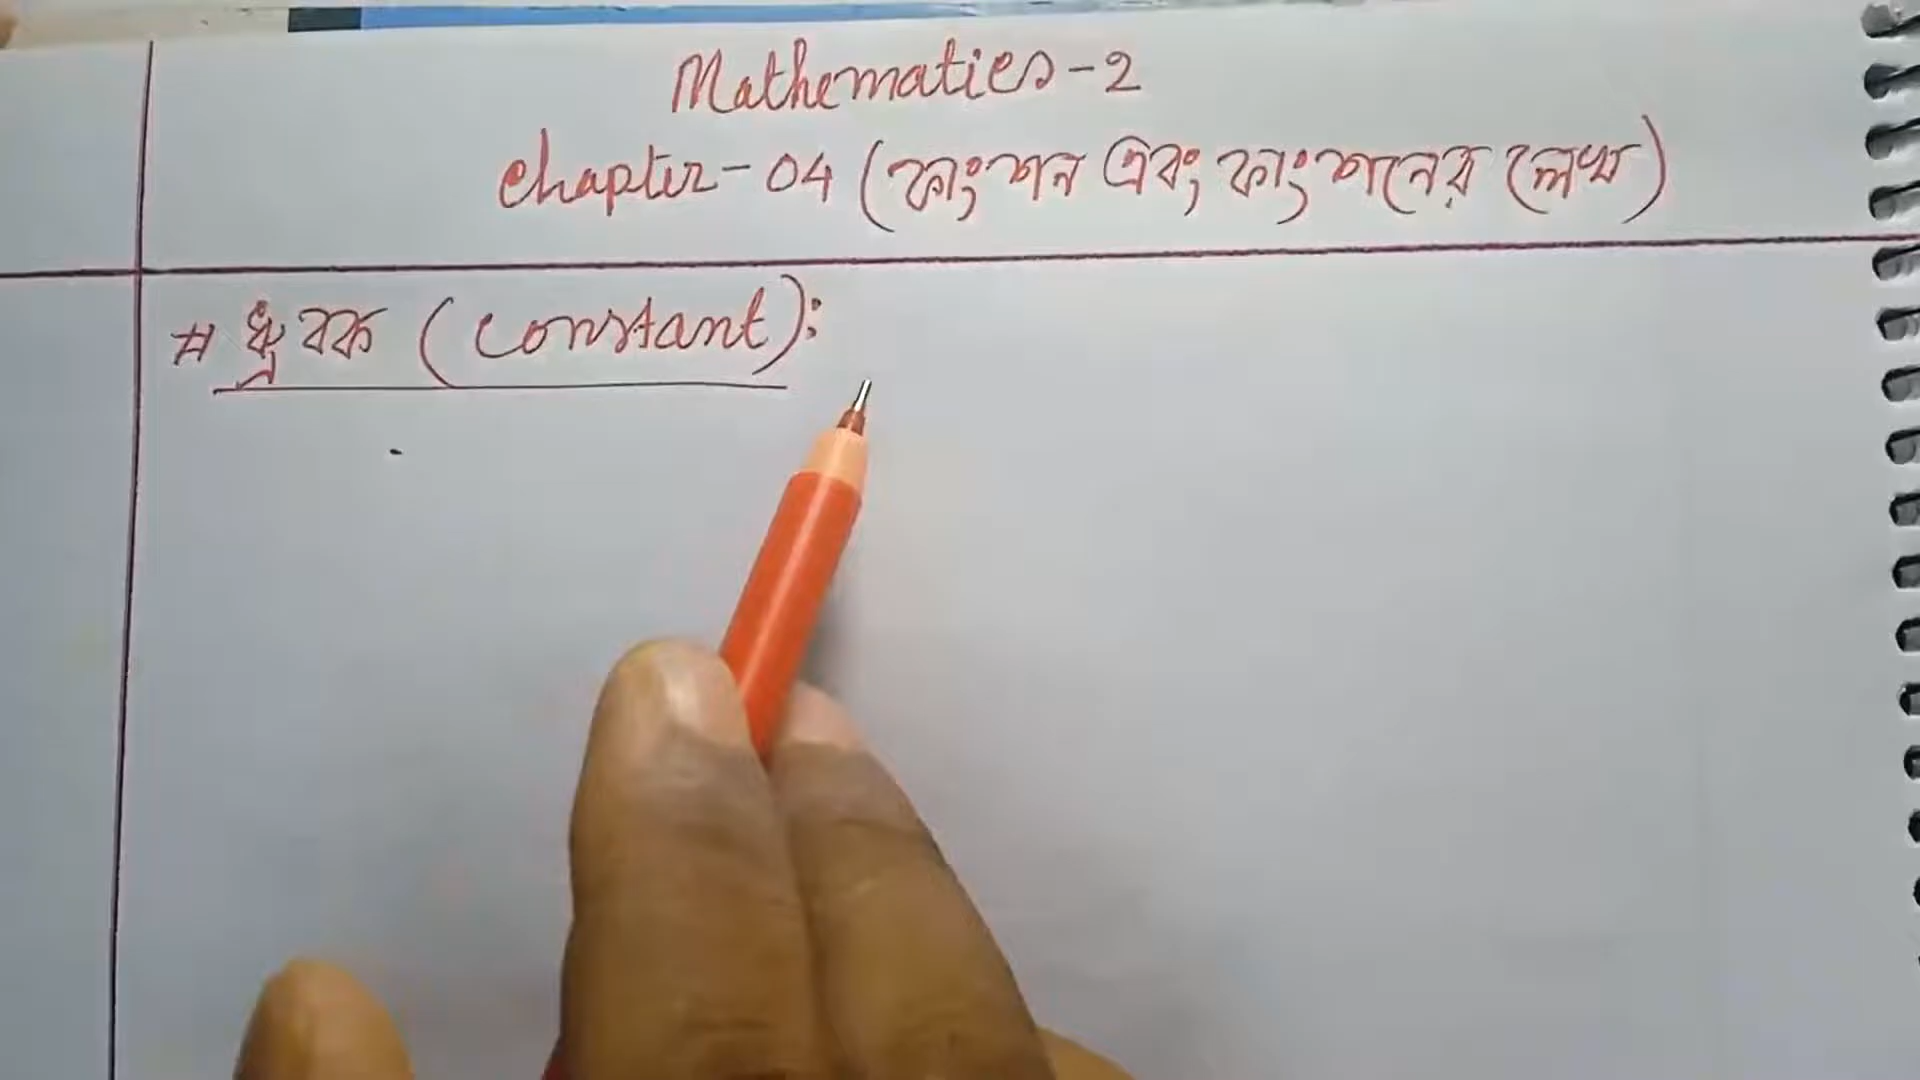 Mathematics-2
chapter-04 (ফাংশন এবং ফাংশনের লেখ)
# ধ্রুবক (constant):